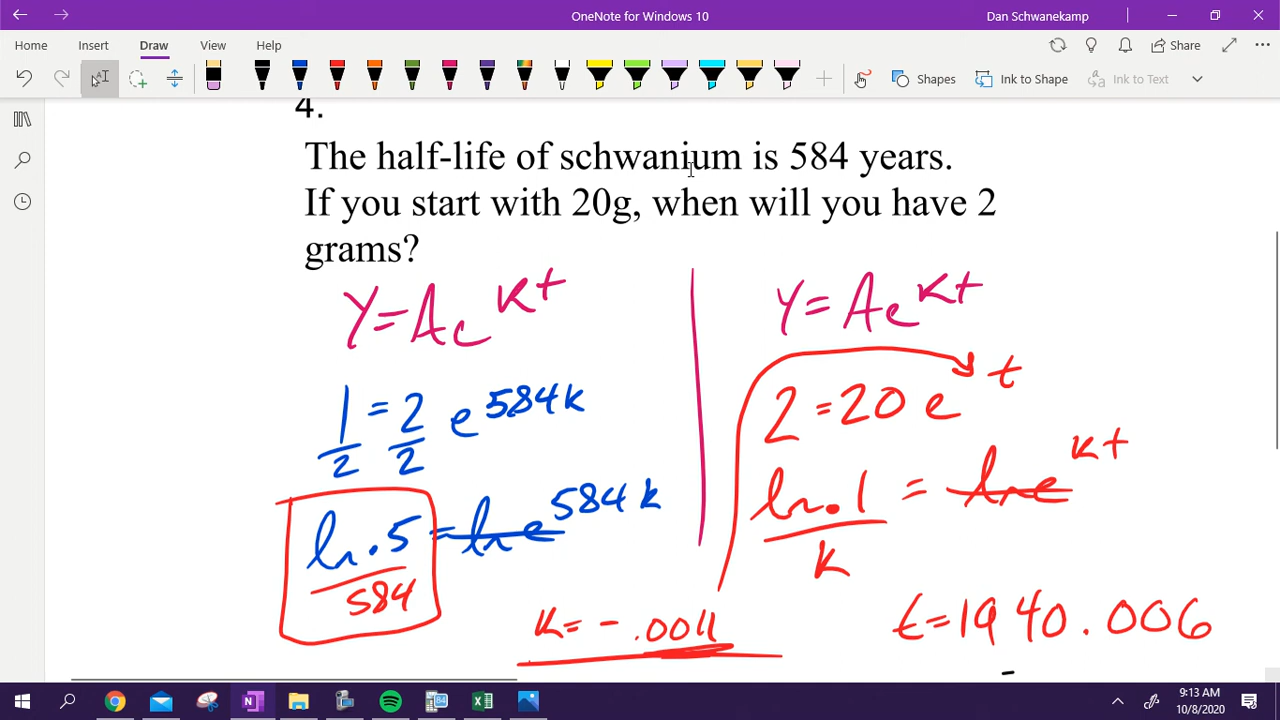 OneNote for Windows 10
Dan Schwanekamp
Home Insert Draw View Help
Share
Shapes
Ink to Shape
Ink to Text
4.
The half-life of schwanium is 584 years.
If you start with 20g, when will you have 2
grams?
Y=Ae^kt
1/2 = 2/2 e^584k
ln .5/584 = ln e^584k
k = -.0011
y=Ae^kt
2=20e^t
ln .1/k = ln e^kt
t=1940.006
9:13 AM
10/8/2020